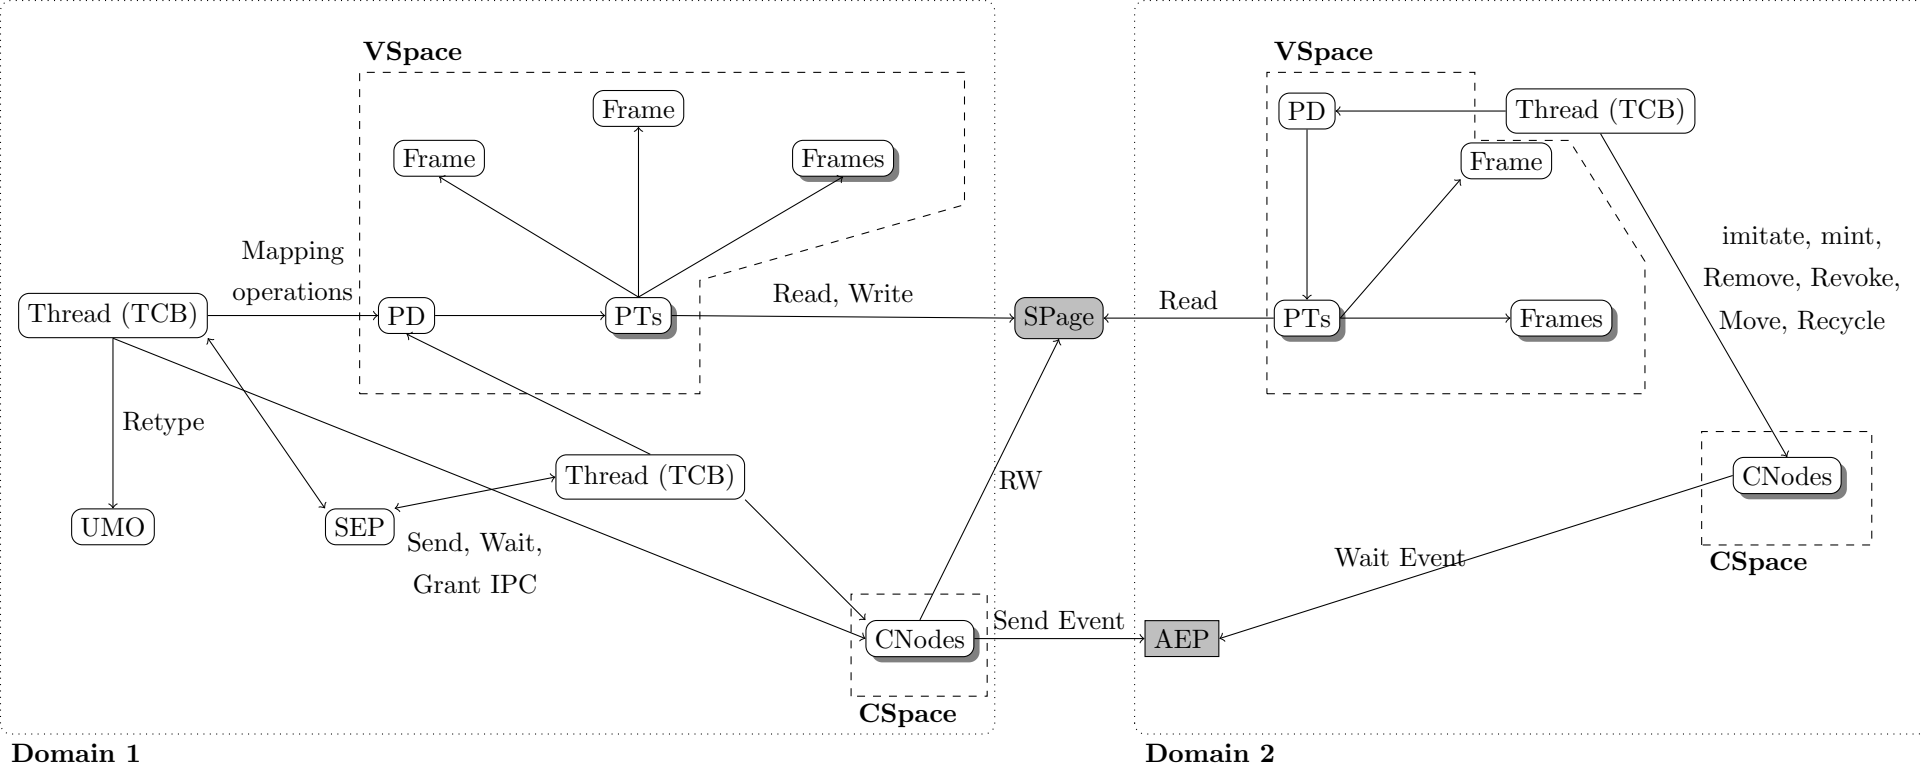 VSpace
VSpace
Frame
PD
Thread (TCB)
Frame
Frames
Frame
Mapping
operations
imitate, mint,
Remove, Revoke,
Move, Recycle
Thread (TCB)
PD
PTs
Read, Write
SPage
Read
PTs
Frames
Retype
Thread (TCB)
RW
CNodes
UMO
SEP
Send, Wait,
Grant IPC
Wait Event
CSpace
CNodes
Send Event
AEP
CSpace
Domain 1
Domain 2